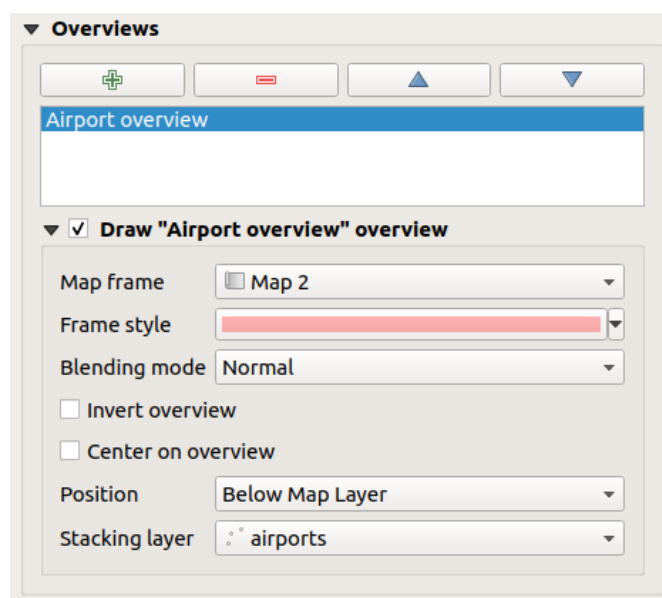 Overviews
Airport overview
Draw "Airport overview" overview
Map frame Map 2
Frame style
Blending mode Normal
Invert overview
Center on overview
Position Below Map Layer
Stacking layer airports